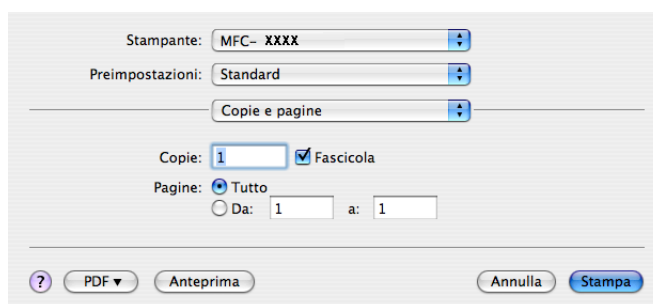 Stampante: MFC- XXXX
Preimpostazioni: Standard
Copie e pagine
Copie: 1 Fascicola
Pagine: Tutto
Da: 1 a: 1
? PDF ▼ Anteprima Annulla Stampa